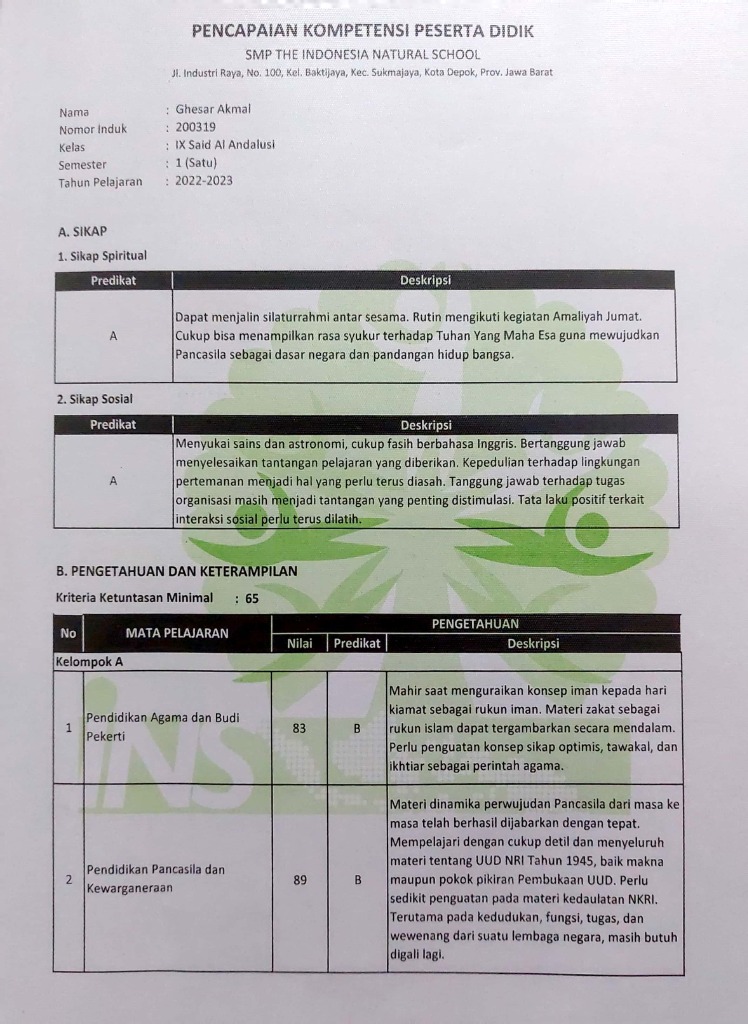 PENCAPAIAN KOMPETENSI PESERTA DIDIK
SMP THE INDONESIA NATURAL SCHOOL
Jl. Industri Raya, No. 100, Kel. Baktijaya, Kec. Sukmajaya, Kota Depok, Prov. Jawa Barat
Nama : Ghesar Akmal
Nomor Induk : 200319
Kelas : IX Said Al Andalusi
Semester : 1 (Satu)
Tahun Pelajaran : 2022-2023
A. SIKAP
1. Sikap Spiritual
Predikat Deskripsi
A
Dapat menjalin silaturrahmi antar sesama. Rutin mengikuti kegiatan Amaliyah Jumat.
Cukup bisa menampilkan rasa syukur terhadap Tuhan Yang Maha Esa guna mewujudkan
Pancasila sebagai dasar negara dan pandangan hidup bangsa.
2. Sikap Sosial
Predikat Deskripsi
A
Menyukai sains dan astronomi, cukup fasih berbahasa Inggris. Bertanggung jawab
menyelesaikan tantangan pelajaran yang diberikan. Kepedulian terhadap lingkungan
pertemanan menjadi hal yang perlu terus diasah. Tanggung jawab terhadap tugas
organisasi masih menjadi tantangan yang penting distimulasi. Tata laku positif terkait
interaksi sosial perlu terus dilatih.
B. PENGETAHUAN DAN KETERAMPILAN
Kriteria Ketuntasan Minimal : 65
No MATA PELAJARAN PENGETAHUAN
Nilai Predikat Deskripsi
Kelompok A
1
Pendidikan Agama dan Budi
Pekerti
83
B
Mahir saat menguraikan konsep iman kepada hari
kiamat sebagai rukun iman. Materi zakat sebagai
rukun islam dapat tergambarkan secara mendalam.
Perlu penguatan konsep sikap optimis, tawakal, dan
ikhtiar sebagai perintah agama.
INS
2
Pendidikan Pancasila dan
Kewarganeraan
89
B
Materi dinamika perwujudan Pancasila dari masa ke
masa telah berhasil dijabarkan dengan tepat.
Mempelajari dengan cukup detil dan menyeluruh
materi tentang UUD NRI Tahun 1945, baik makna
maupun pokok pikiran Pembukaan UUD. Perlu
sedikit penguatan pada materi kedaulatan NKRI.
Terutama pada kedudukan, fungsi, tugas, dan
wewenang dari suatu lembaga negara, masih butuh
digali lagi.